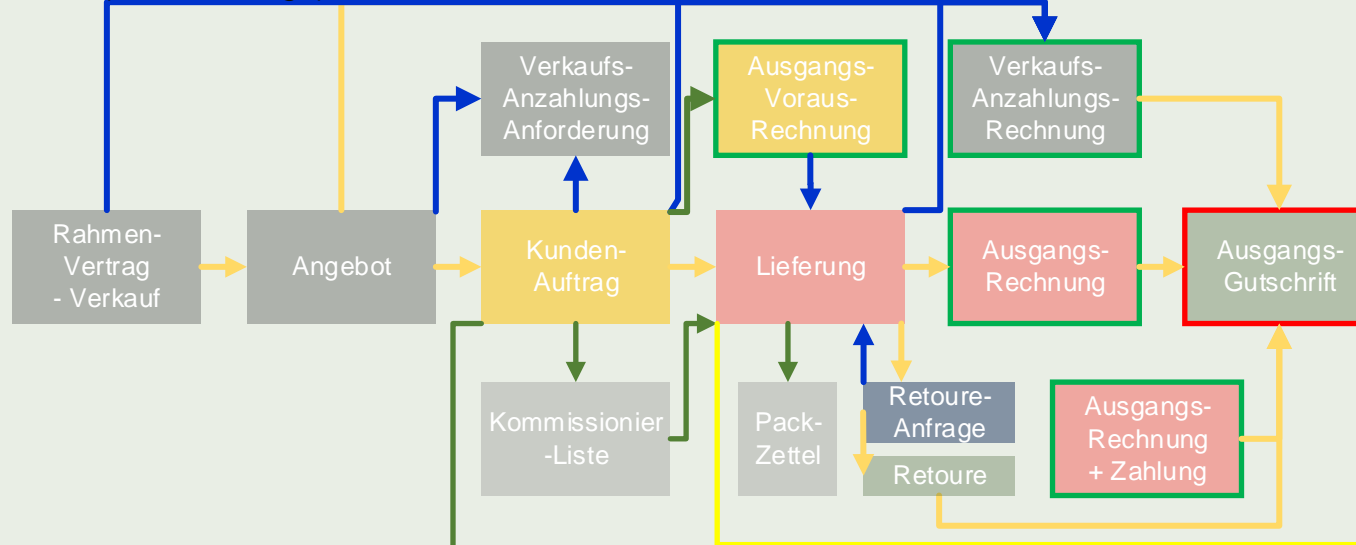 Verkaufs-
Anzahlungs-
Anforderung
Ausgangs-
Voraus-
Rechnung
Verkaufs-
Anzahlungs-
Rechnung
Rahmen-
Vertrag
- Verkauf
Angebot
Kunden-
Auftrag
Lieferung
Ausgangs-
Rechnung
Ausgangs-
Gutschrift
Kommissionier
-Liste
Pack-
Zettel
Retoure-
Anfrage
Retoure
Ausgangs-
Rechnung
+ Zahlung